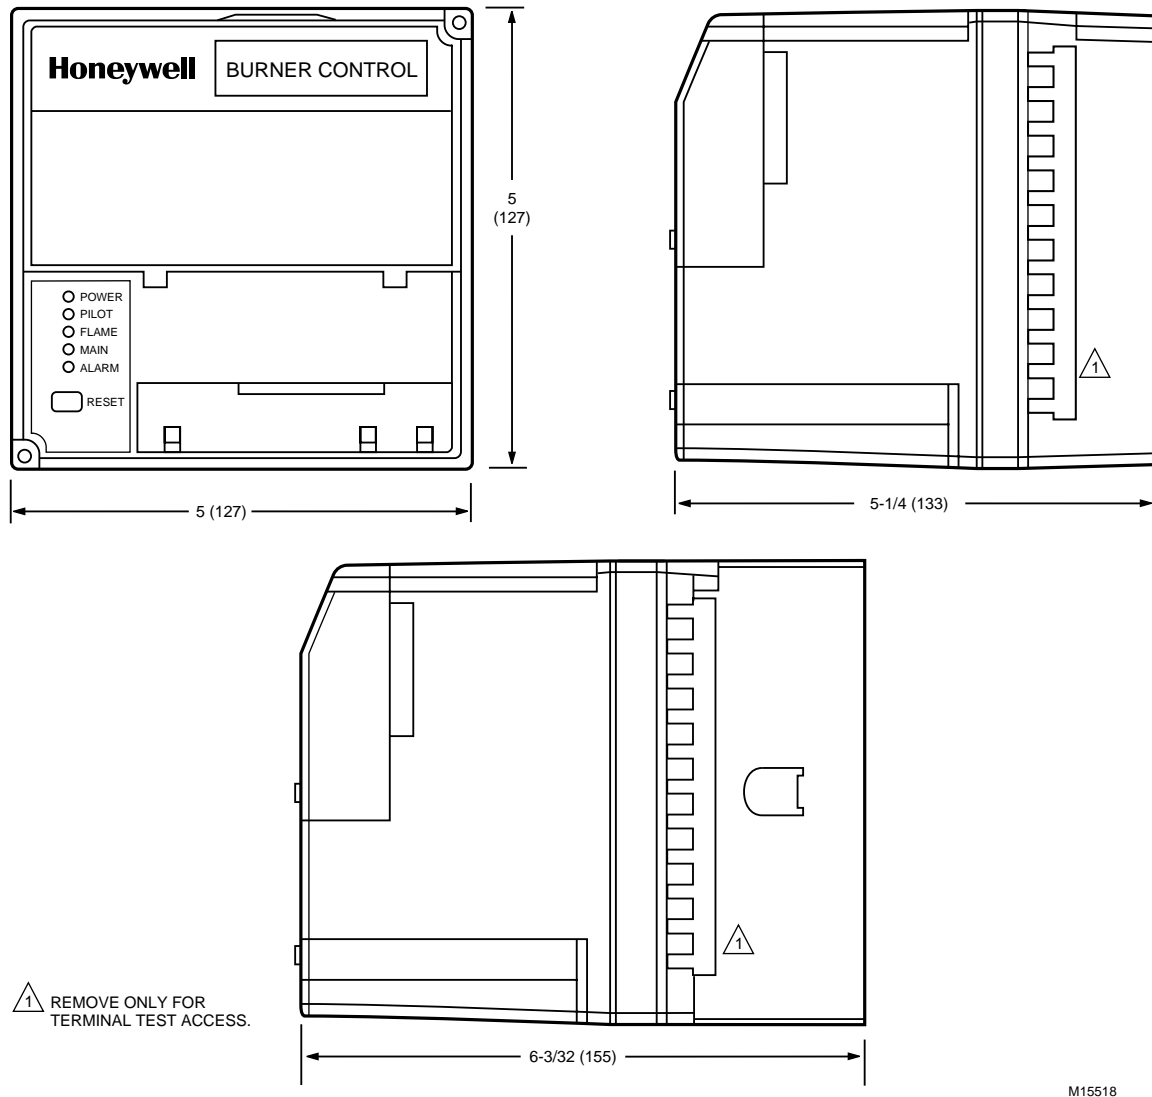 Honeywell
BURNER CONTROL
5
(127)
POWER
PILOT
FLAME
MAIN
ALARM
RESET
1
5 (127)
5-1/4 (133)
1
1 REMOVE ONLY FOR
TERMINAL TEST ACCESS.
6-3/32 (155)
M15518